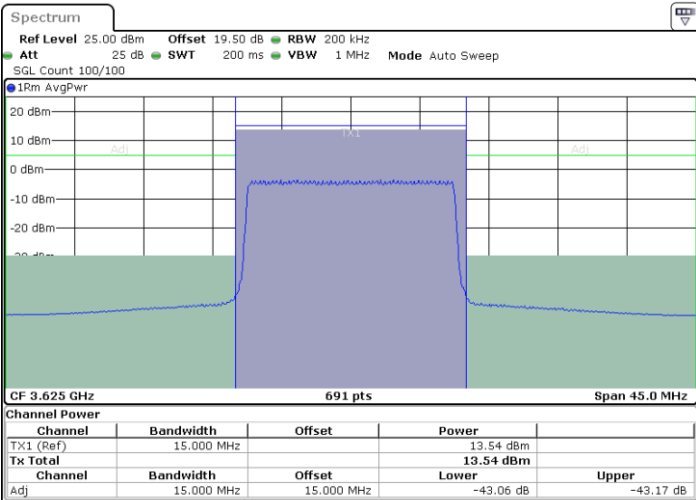 Spectrum
Ref Level 25.00 dBm Offset 19.50 dB RBW 200 kHz
Att 25 dB SWT 200 ms VBW 1 MHz Mode Auto Sweep
SGL Count 100/100
1Rm AvgPwr
20 dBm
TX1
10 dBm
Adj Adj
0 dBm
-10 dBm
-20 dBm
CF 3.625 GHz 691 pts Span 45.0 MHz
Channel Power
Channel Bandwidth Offset Power
TX1 (Ref) 15.000 MHz 13.54 dBm
Tx Total 13.54 dBm
Channel Bandwidth Offset Lower Upper
Adj 15.000 MHz 15.000 MHz -43.06 dB -43.17 dB